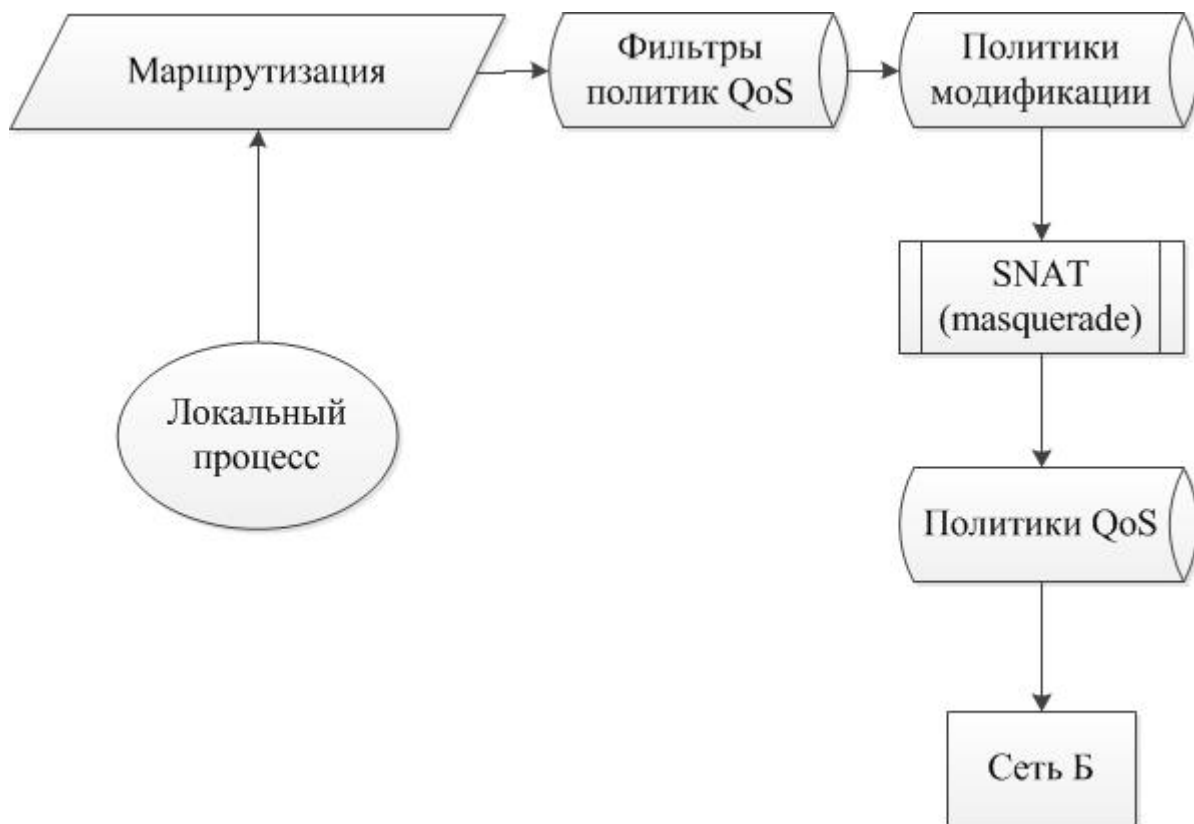 Маршрутизация
Фильтры
политик QoS
Политики
модификации
SNAT
(masquerade)
Локальный
процесс
Политики QoS
Сеть Б